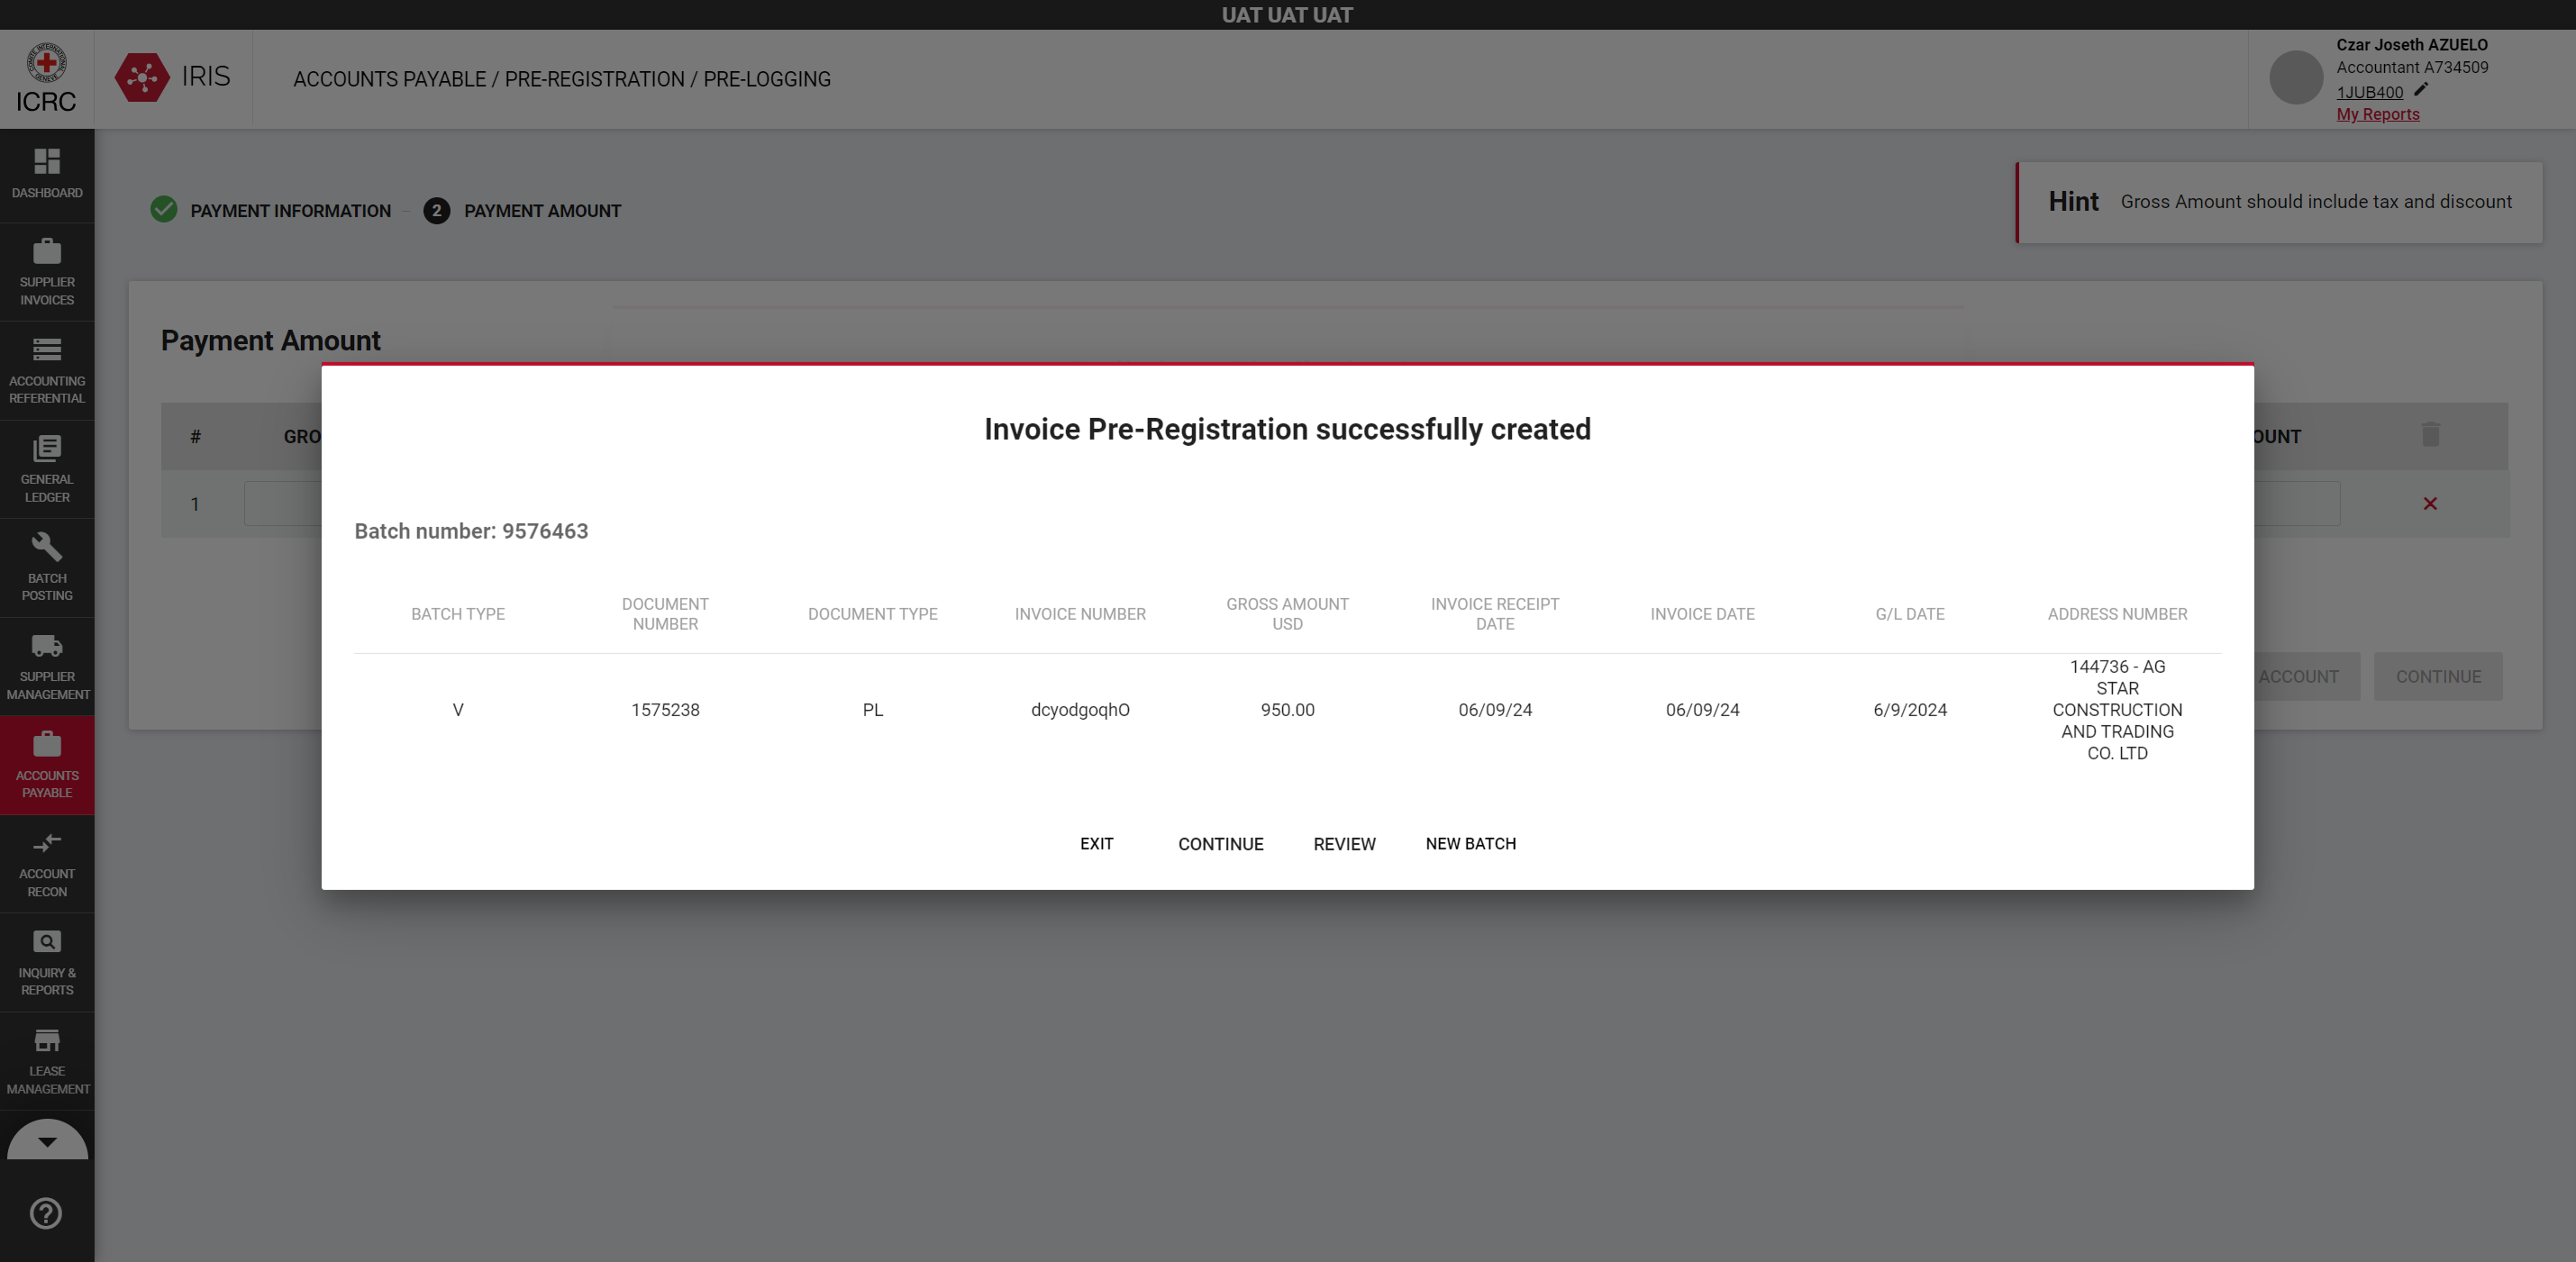 UAT UAT UAT
ICRC
IRIS
ACCOUNTS PAYABLE / PRE-REGISTRATION / PRE-LOGGING
Czar Joseth AZUELO
Accountant A734509
1JUB400
My Reports
DASHBOARD
SUPPLIER
INVOICES
ACCOUNTING
REFERENTIAL
GENERAL
LEDGER
BATCH
POSTING
SUPPLIER
MANAGEMENT
ACCOUNTS
PAYABLE
ACCOUNT
RECON
INQUIRY &
REPORTS
LEASE
MANAGEMENT
PAYMENT INFORMATION
2 PAYMENT AMOUNT
Hint Gross Amount should include tax and discount
Payment Amount
# GRO OUNT
1
ACCOUNT CONTINUE
Invoice Pre-Registration successfully created
Batch number: 9576463
BATCH TYPE
DOCUMENT
NUMBER
DOCUMENT TYPE
INVOICE NUMBER
GROSS AMOUNT
USD
INVOICE RECEIPT
DATE
INVOICE DATE
G/L DATE
ADDRESS NUMBER
V
1575238
PL
dcyodgoqhO
950.00
06/09/24
06/09/24
6/9/2024
144736 - AG
STAR
CONSTRUCTION
AND TRADING
CO. LTD
EXIT CONTINUE REVIEW NEW BATCH